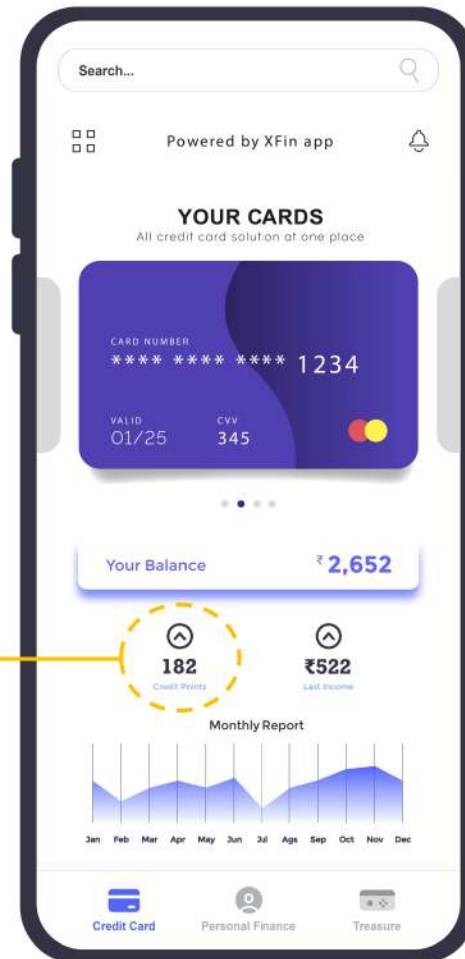 Search...
Powered by XFin app
YOUR CARDS
All credit card solution at one place
CARD NUMBER
**** **** **** 1234
VALID CVV
01/25 345
Your Balance ₹ 2,652
182 ₹522
Credit Points Last Income
Monthly Report
Jan Feb Mar Apr May Jun Jul Ags Sep Oct Nov Dec
Credit Card Personal Finance Treasure